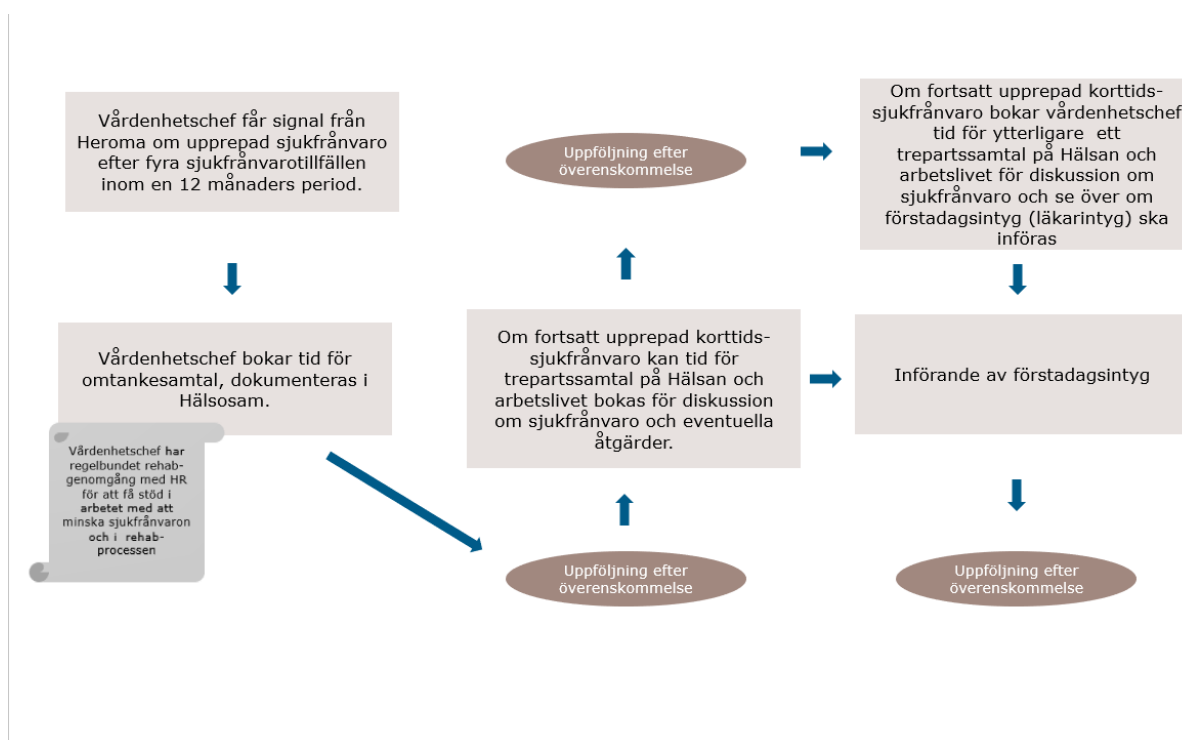 Vårdenhetschef får signal från
Heroma om upprepad sjukfrånvaro
efter fyra sjukfrånvarotillfällen
inom en 12 månaders period.
Vårdenhetschef bokar tid för
omtankesamtal, dokumenteras i
Hälsosam.
Vårdenhetschef har
regelbundet rehab-
genomgång med HR
för att få stöd i
arbetet med att
minska sjukfrånvaron
och i rehab-
processen
Uppföljning efter
överenskommelse
Om fortsatt upprepad korttids-
sjukfrånvaro kan tid för
trepartssamtal på Hälsan och
arbetslivet bokas för diskussion
om sjukfrånvaro och eventuella
åtgärder.
Uppföljning efter
överenskommelse
Om fortsatt upprepad korttids-
sjukfrånvaro bokar vårdenhetschef
tid för ytterligare ett
trepartssamtal på Hälsan och
arbetslivet för diskussion om
sjukfrånvaro och se över om
förstadagsintyg (läkarintyg) ska
införas
Införande av förstadagsintyg
Uppföljning efter
överenskommelse